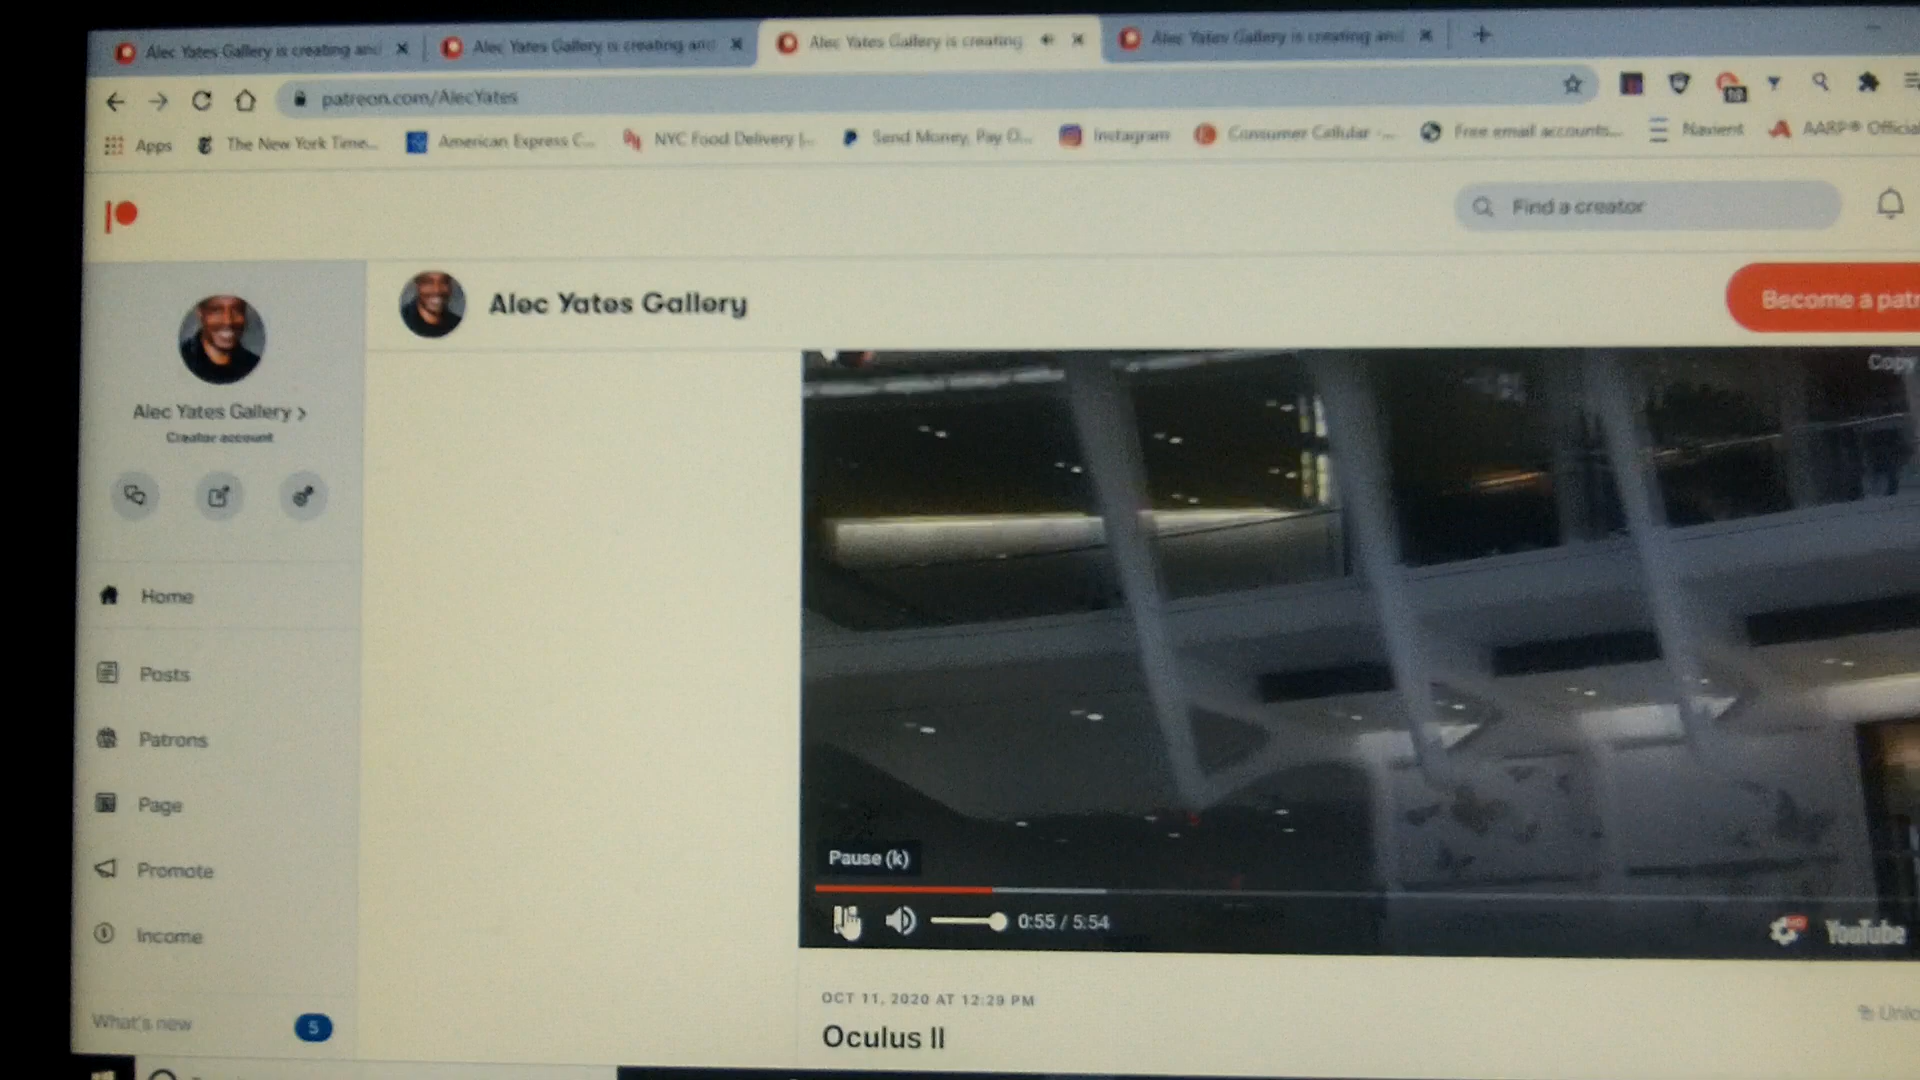 Alec Yates Gallery is creating and
Alec Yates Gallery is creating and
Alec Yates Gallery is creating
Alec Yates Gallery is creating and
patreon.com/AlecYates
Apps
The New York Time...
American Express C...
NYC Food Delivery |...
Send Money, Pay O...
Instagram
Consumer Cellular -...
Free email accounts...
Navient
AARP® Official
Find a creator
Alec Yates Gallery
Become a patr
Alec Yates Gallery >
Creator account
Home
Posts
Patrons
Page
Promote
Income
What's new
5
Copy
Pause (k)
0:55 / 5:54
YouTube
OCT 11, 2020 AT 12:29 PM
Oculus II